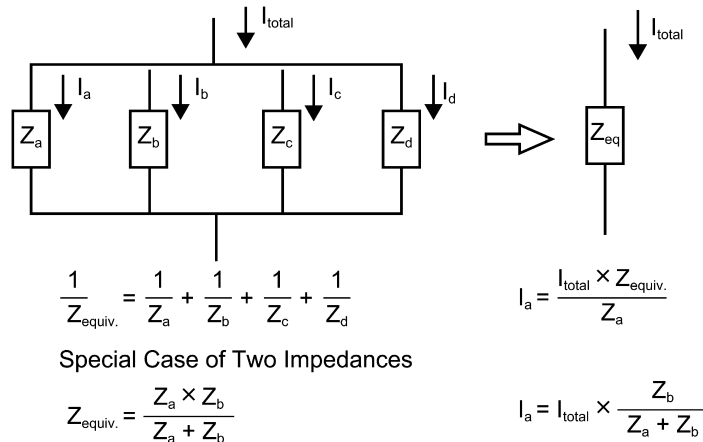 I_total
I_total
I_a I_b I_c I_d
Z_a Z_b Z_c Z_d
Z_eq
1/Z_equiv. = 1/Z_a + 1/Z_b + 1/Z_c + 1/Z_d
I_a = I_total × Z_equiv. / Z_a
Special Case of Two Impedances
Z_equiv. = Z_a × Z_b / Z_a + Z_b
I_a = I_total × Z_b / Z_a + Z_b